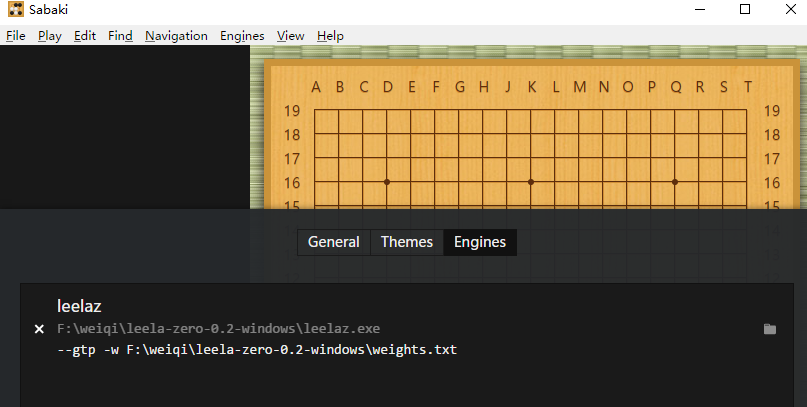 Sabaki
File Play Edit Find Navigation Engines View Help
A B C D E F G H J K L M N O P Q R S T
19 19
18 18
17 17
16 16
15 15
General Themes Engines
leelaz
F:\weiqi\leela-zero-0.2-windows\leelaz.exe
--gtp -w F:\weiqi\leela-zero-0.2-windows\weights.txt